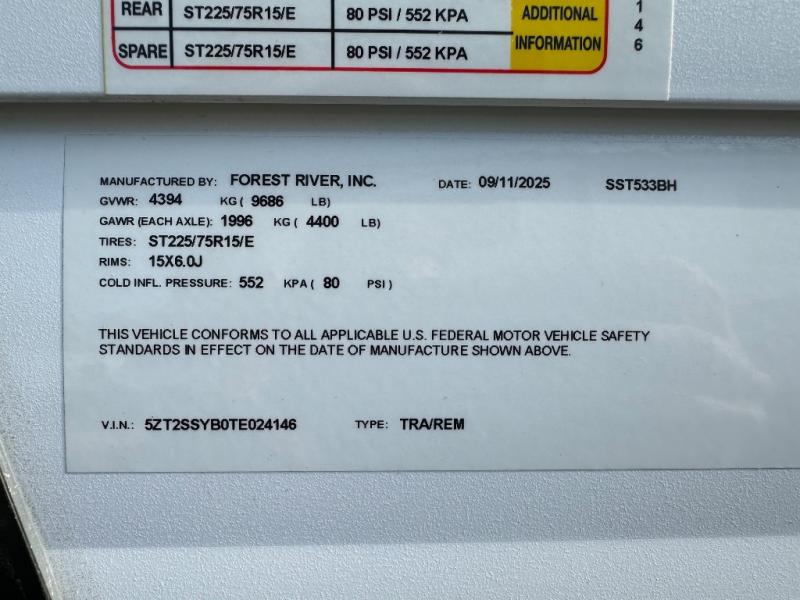 REAR ST225/75R15/E 80 PSI / 552 KPA ADDITIONAL
SPARE ST225/75R15/E 80 PSI / 552 KPA INFORMATION
1
4
6
MANUFACTURED BY: FOREST RIVER, INC. DATE: 09/11/2025 SST533BH
GVWR: 4394 KG ( 9686 LB)
GAWR (EACH AXLE): 1996 KG ( 4400 LB)
TIRES: ST225/75R15/E
RIMS: 15X6.0J
COLD INFL. PRESSURE: 552 KPA ( 80 PSI )
THIS VEHICLE CONFORMS TO ALL APPLICABLE U.S. FEDERAL MOTOR VEHICLE SAFETY
STANDARDS IN EFFECT ON THE DATE OF MANUFACTURE SHOWN ABOVE.
V.I.N.: 5ZT2SSYB0TE024146 TYPE: TRA/REM